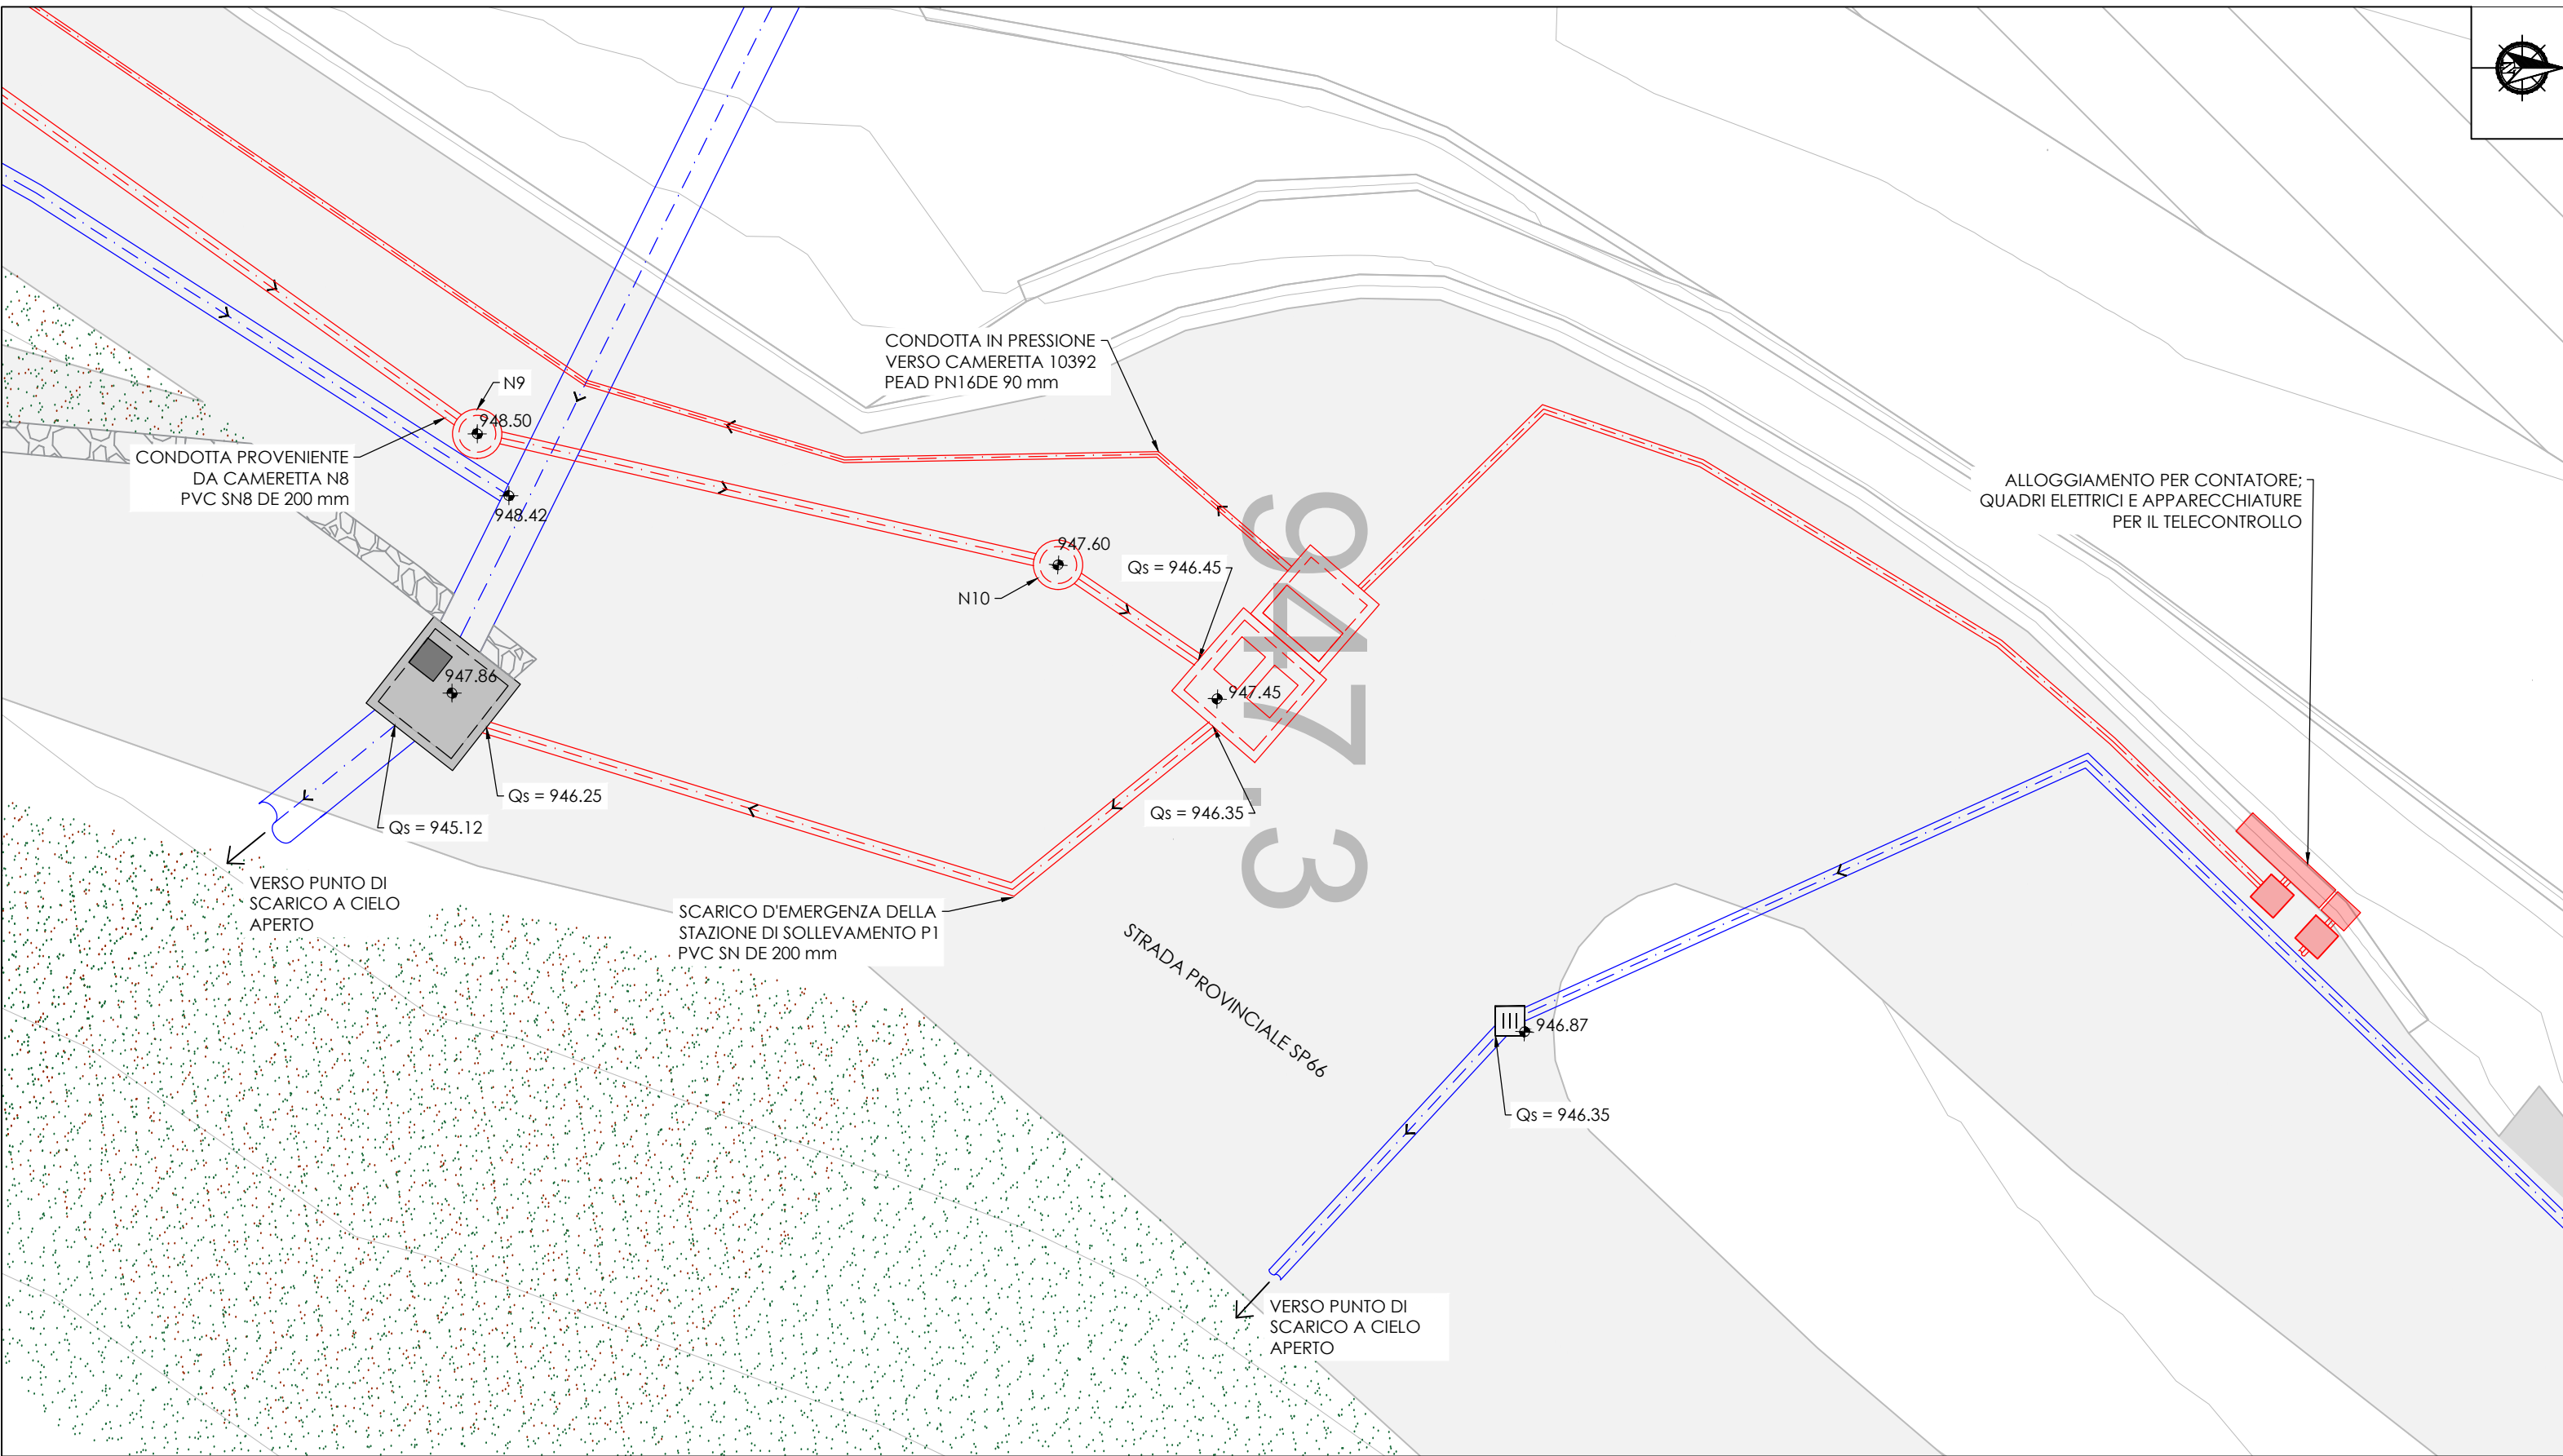 N9
948.50
CONDOTTA PROVENIENTE
DA CAMERETTA N8
PVC SN8 DE 200 mm
948.42
CONDOTTA IN PRESSIONE
VERSO CAMERETTA 10392
PEAD PN16DE 90 mm
947.60
N10
Qs = 946.45
947.3
947.45
Qs = 946.35
ALLOGGIAMENTO PER CONTATORE;
QUADRI ELETTRICI E APPARECCHIATURE
PER IL TELECONTROLLO
947.86
Qs = 946.25
Qs = 945.12
VERSO PUNTO DI
SCARICO A CIELO
APERTO
SCARICO D'EMERGENZA DELLA
STAZIONE DI SOLLEVAMENTO P1
PVC SN DE 200 mm
STRADA PROVINCIALE SP66
946.87
Qs = 946.35
VERSO PUNTO DI
SCARICO A CIELO
APERTO